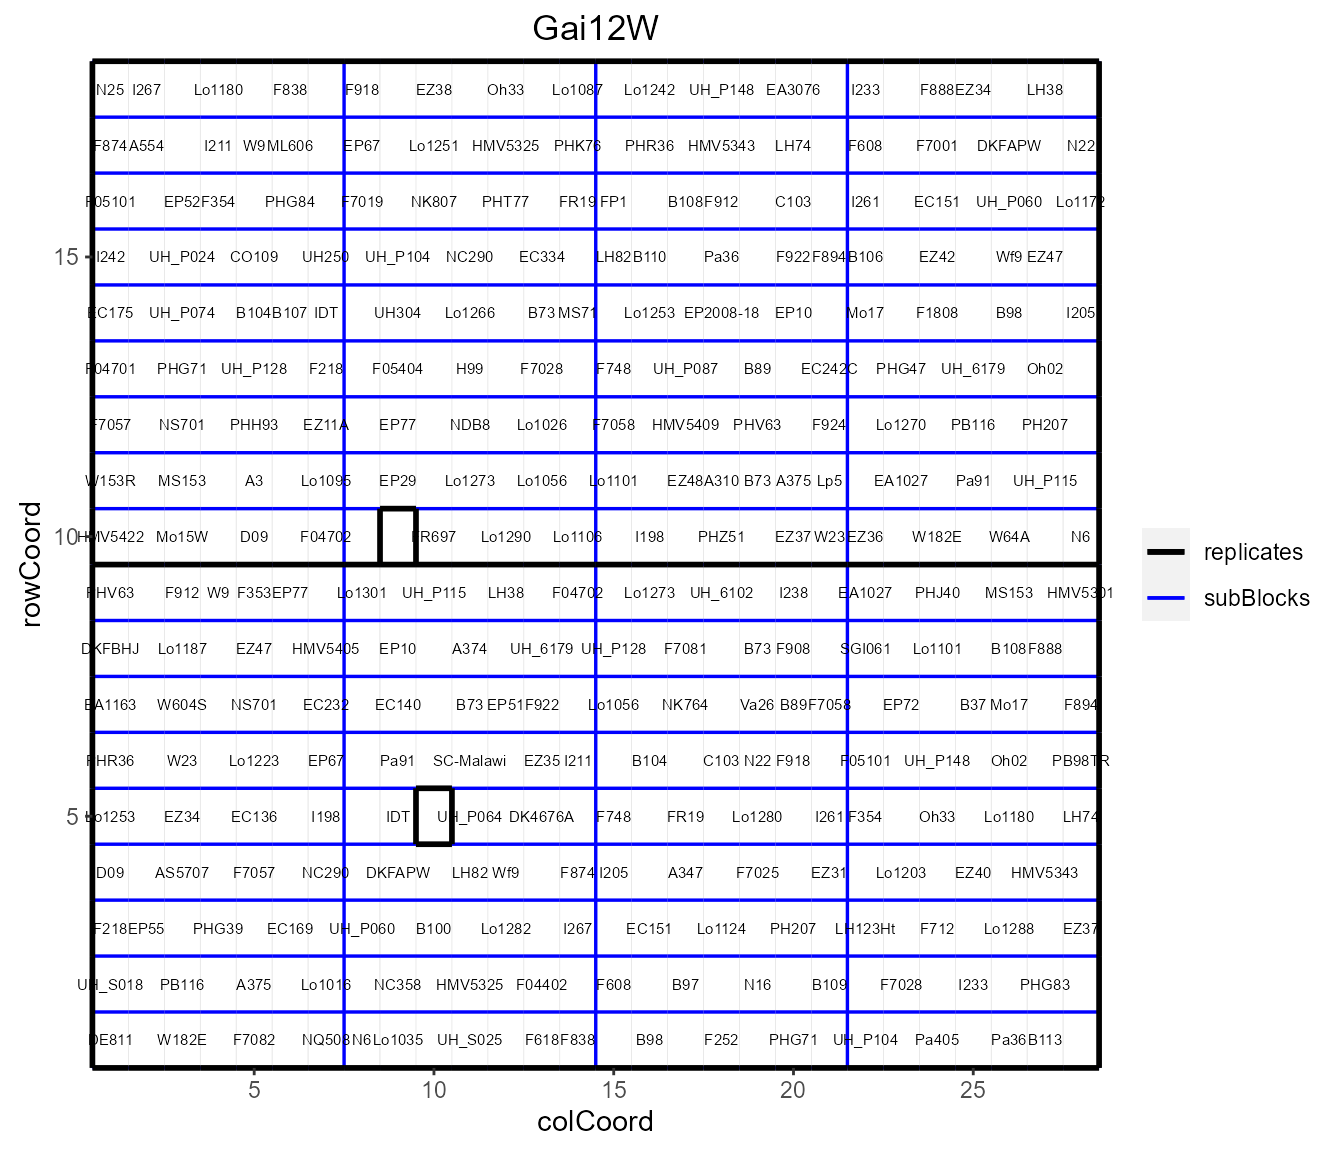 Gai12W
N25 I267 Lo1180 F838 F918 EZ38 Oh33 Lo1087 Lo1242 UH_P148 EA3076 I233 F888 EZ34 LH38
F874 A554 I211 W9 ML606 EP67 Lo1251 HMV5325 PHK76 PHR36 HMV5343 LH74 F608 F7001 DKFAPW N22
F05101 EP52 F354 PHG84 F7019 NK807 PHT77 FR19 FP1 B108 F912 C103 I261 EC151 UH_P060 Lo1172
15 I242 UH_P024 CO109 UH250 UH_P104 NC290 EC334 LH82 B110 Pa36 F922 F894 B106 EZ42 Wf9 EZ47
EC175 UH_P074 B104 B107 IDT UH304 Lo1266 B73 MS71 Lo1253 EP2008-18 EP10 Mo17 F1808 B98 I205
F04701 PHG71 UH_P128 F218 F05404 H99 F7028 F748 UH_P087 B89 EC242C PHG47 UH_6179 Oh02
F7057 NS701 PHH93 EZ11A EP77 NDB8 Lo1026 F7058 HMV5409 PHV63 F924 Lo1270 PB116 PH207
W153R MS153 A3 Lo1095 EP29 Lo1273 Lo1056 Lo1101 EZ48 A310 B73 A375 Lp5 EA1027 Pa91 UH_P115
10 HMV5422 Mo15W D09 F04702 FR697 Lo1290 Lo1106 I198 PHZ51 EZ37 W23 EZ36 W182E W64A N6
PHV63 F912 W9 F353 EP77 Lo1301 UH_P115 LH38 F04702 Lo1273 UH_6102 I238 EA1027 PHJ40 MS153 HMV5301
DKFBHJ Lo1187 EZ47 HMV5405 EP10 A374 UH_6179 UH_P128 F7081 B73 F908 SGI061 Lo1101 B108 F888
EA1163 W604S NS701 EC232 EC140 B73 EP51 F922 Lo1056 NK764 Va26 B89 F7058 EP72 B37 Mo17 F894
PHR36 W23 Lo1223 EP67 Pa91 SC-Malawi EZ35 I211 B104 C103 N22 F918 F05101 UH_P148 Oh02 PB98TR
5 Lo1253 EZ34 EC136 I198 IDT UH_P064 DK4676A F748 FR19 Lo1280 I261 F354 Oh33 Lo1180 LH74
D09 AS5707 F7057 NC290 DKFAPW LH82 Wf9 F874 I205 A347 F7025 EZ31 Lo1203 EZ40 HMV5343
F218 EP55 PHG39 EC169 UH_P060 B100 Lo1282 I267 EC151 Lo1124 PH207 LH123Ht F712 Lo1288 EZ37
UH_S018 PB116 A375 Lo1016 NC358 HMV5325 F04402 F608 B97 N16 B109 F7028 I233 PHG83
DE811 W182E F7082 NQ508 N6 Lo1035 UH_S025 F618 F838 B98 F252 PHG71 UH_P104 Pa405 Pa36 B113
5 10 15 20 25
colCoord
rowCoord
replicates
subBlocks